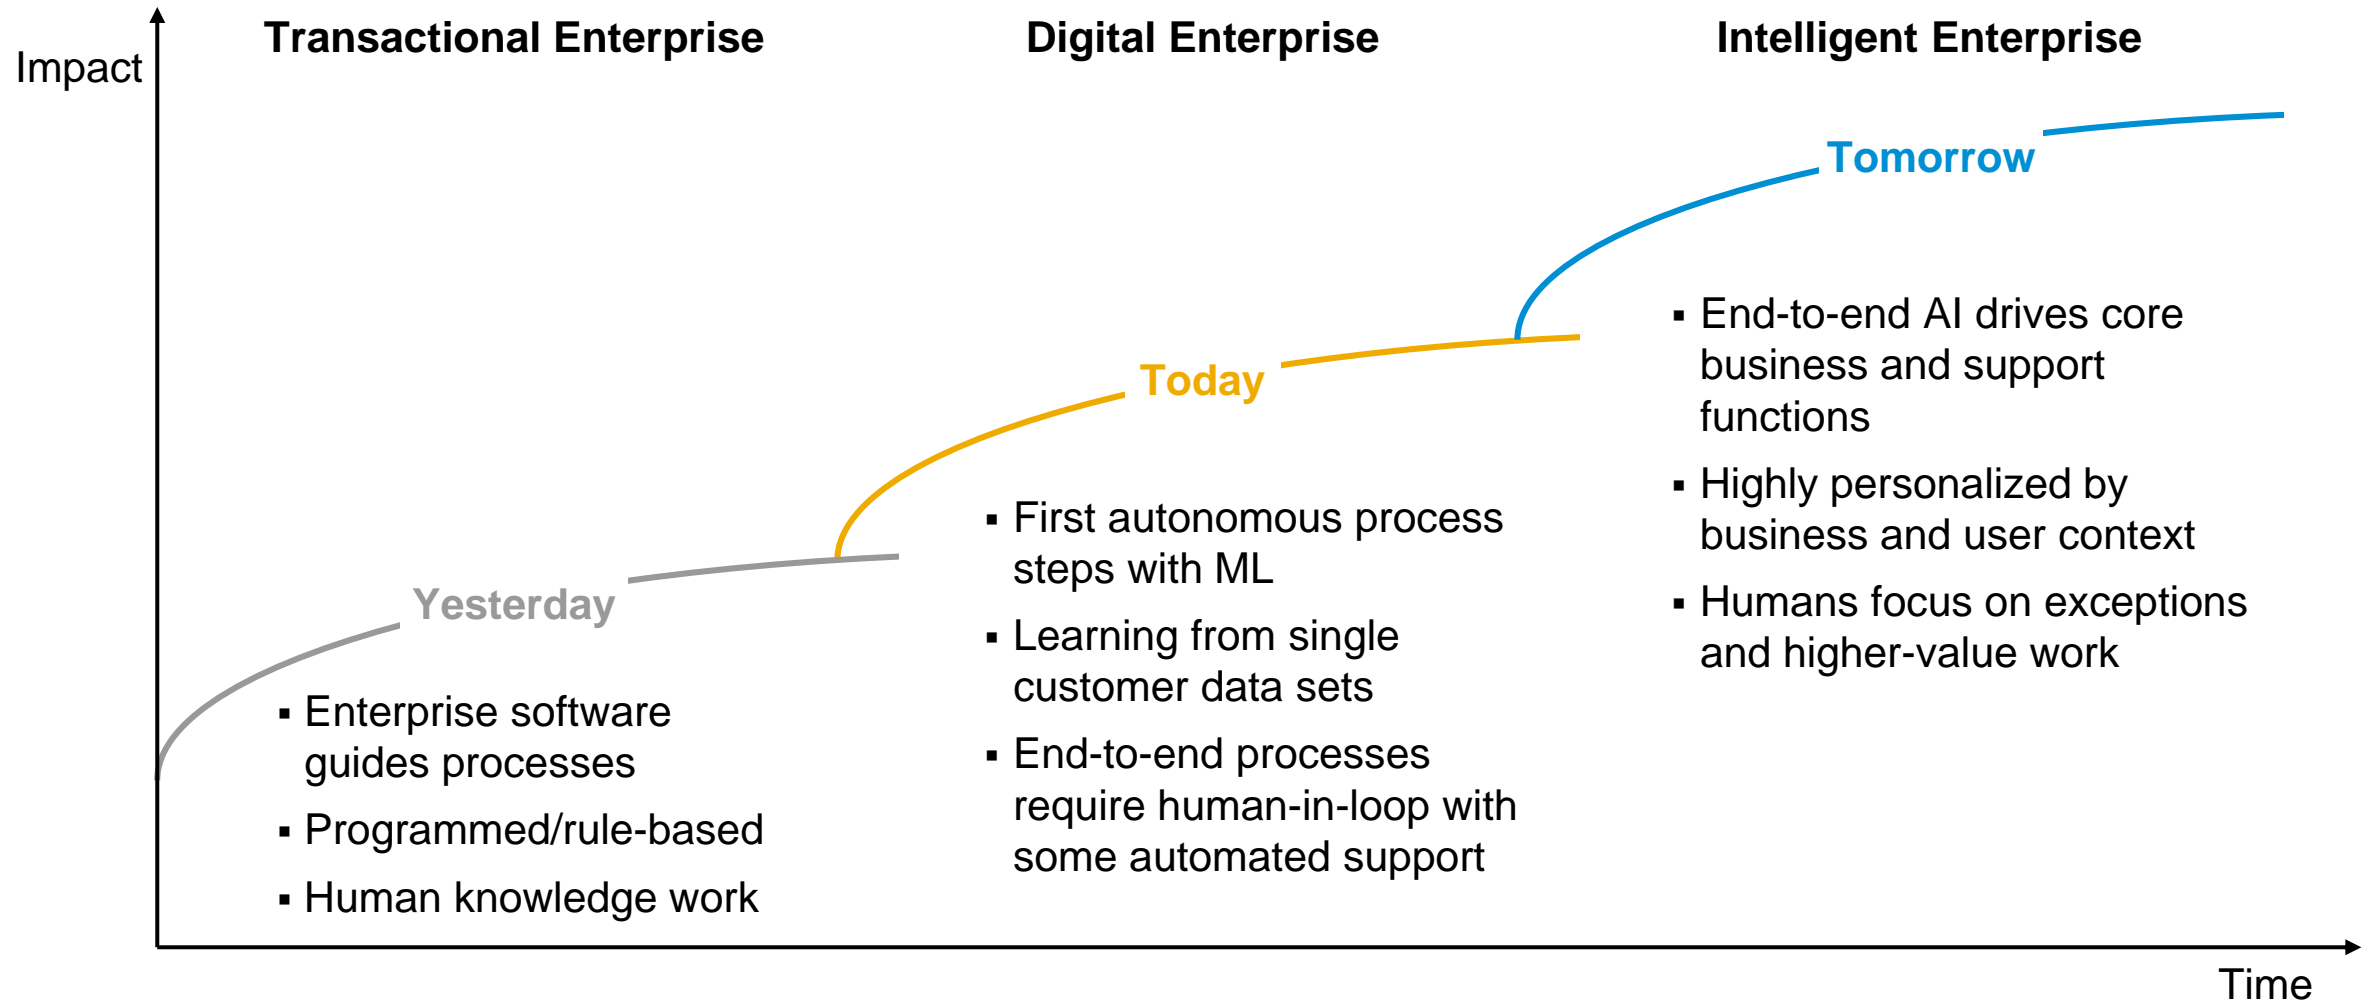 Impact
Transactional Enterprise
Digital Enterprise
Intelligent Enterprise
Yesterday
▪ Enterprise software
guides processes
▪ Programmed/rule-based
▪ Human knowledge work
Today
▪ First autonomous process
steps with ML
▪ Learning from single
customer data sets
▪ End-to-end processes
require human-in-loop with
some automated support
Tomorrow
▪ End-to-end AI drives core
business and support
functions
▪ Highly personalized by
business and user context
▪ Humans focus on exceptions
and higher-value work
Time